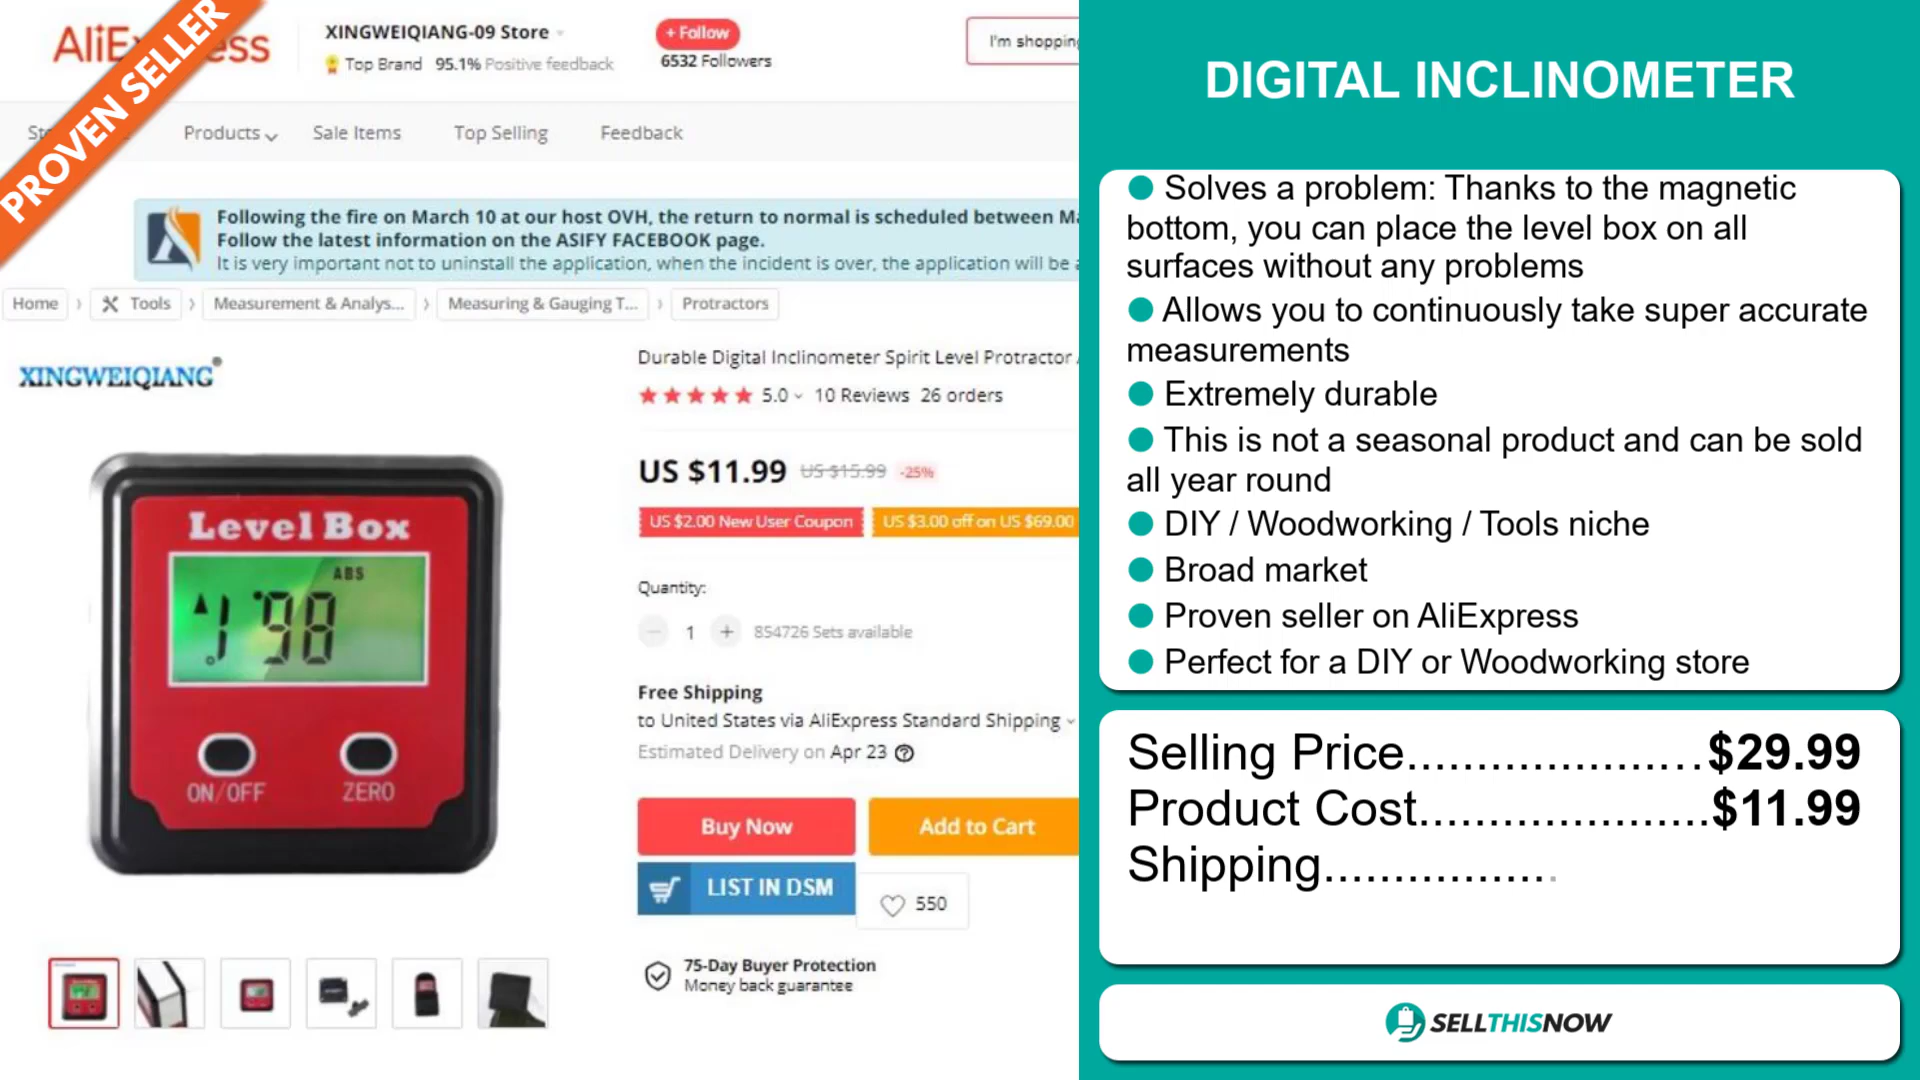 PROVEN SELLER
XINGWEIQIANG-09 Store
Top Brand 95.1% Positive feedback
+ Follow
6532 Followers
I'm shopping
Products
Sale Items
Top Selling
Feedback
Following the fire on March 10 at our host OVH, the return to normal is scheduled between
Follow the latest information on the ASIFY FACEBOOK page.
It is very important not to uninstall the application, when the incident is over, the application will be
Home > Tools > Measurement & Analys... > Measuring & Gauging T... > Protractors
XINGWEIQIANG®
Durable Digital Inclinometer Spirit Level Protractor
5.0 10 Reviews 26 orders
US $11.99 US $15.99 -25%
US $2.00 New User Coupon
US $3.00 off on US $69.00
Level Box
ABS
1.98
ON/OFF
ZERO
Quantity:
− 1 + 854726 Sets available
Free Shipping
to United States via AliExpress Standard Shipping
Estimated Delivery on Apr 23
Buy Now
Add to Cart
LIST IN DSM
550
75-Day Buyer Protection
Money back guarantee
DIGITAL INCLINOMETER
● Solves a problem: Thanks to the magnetic
bottom, you can place the level box on all
surfaces without any problems
● Allows you to continuously take super accurate
measurements
● Extremely durable
● This is not a seasonal product and can be sold
all year round
● DIY / Woodworking / Tools niche
● Broad market
● Proven seller on AliExpress
● Perfect for a DIY or Woodworking store
Selling Price.....................$29.99
Product Cost.....................$11.99
Shipping.................
SELLTHISNOW